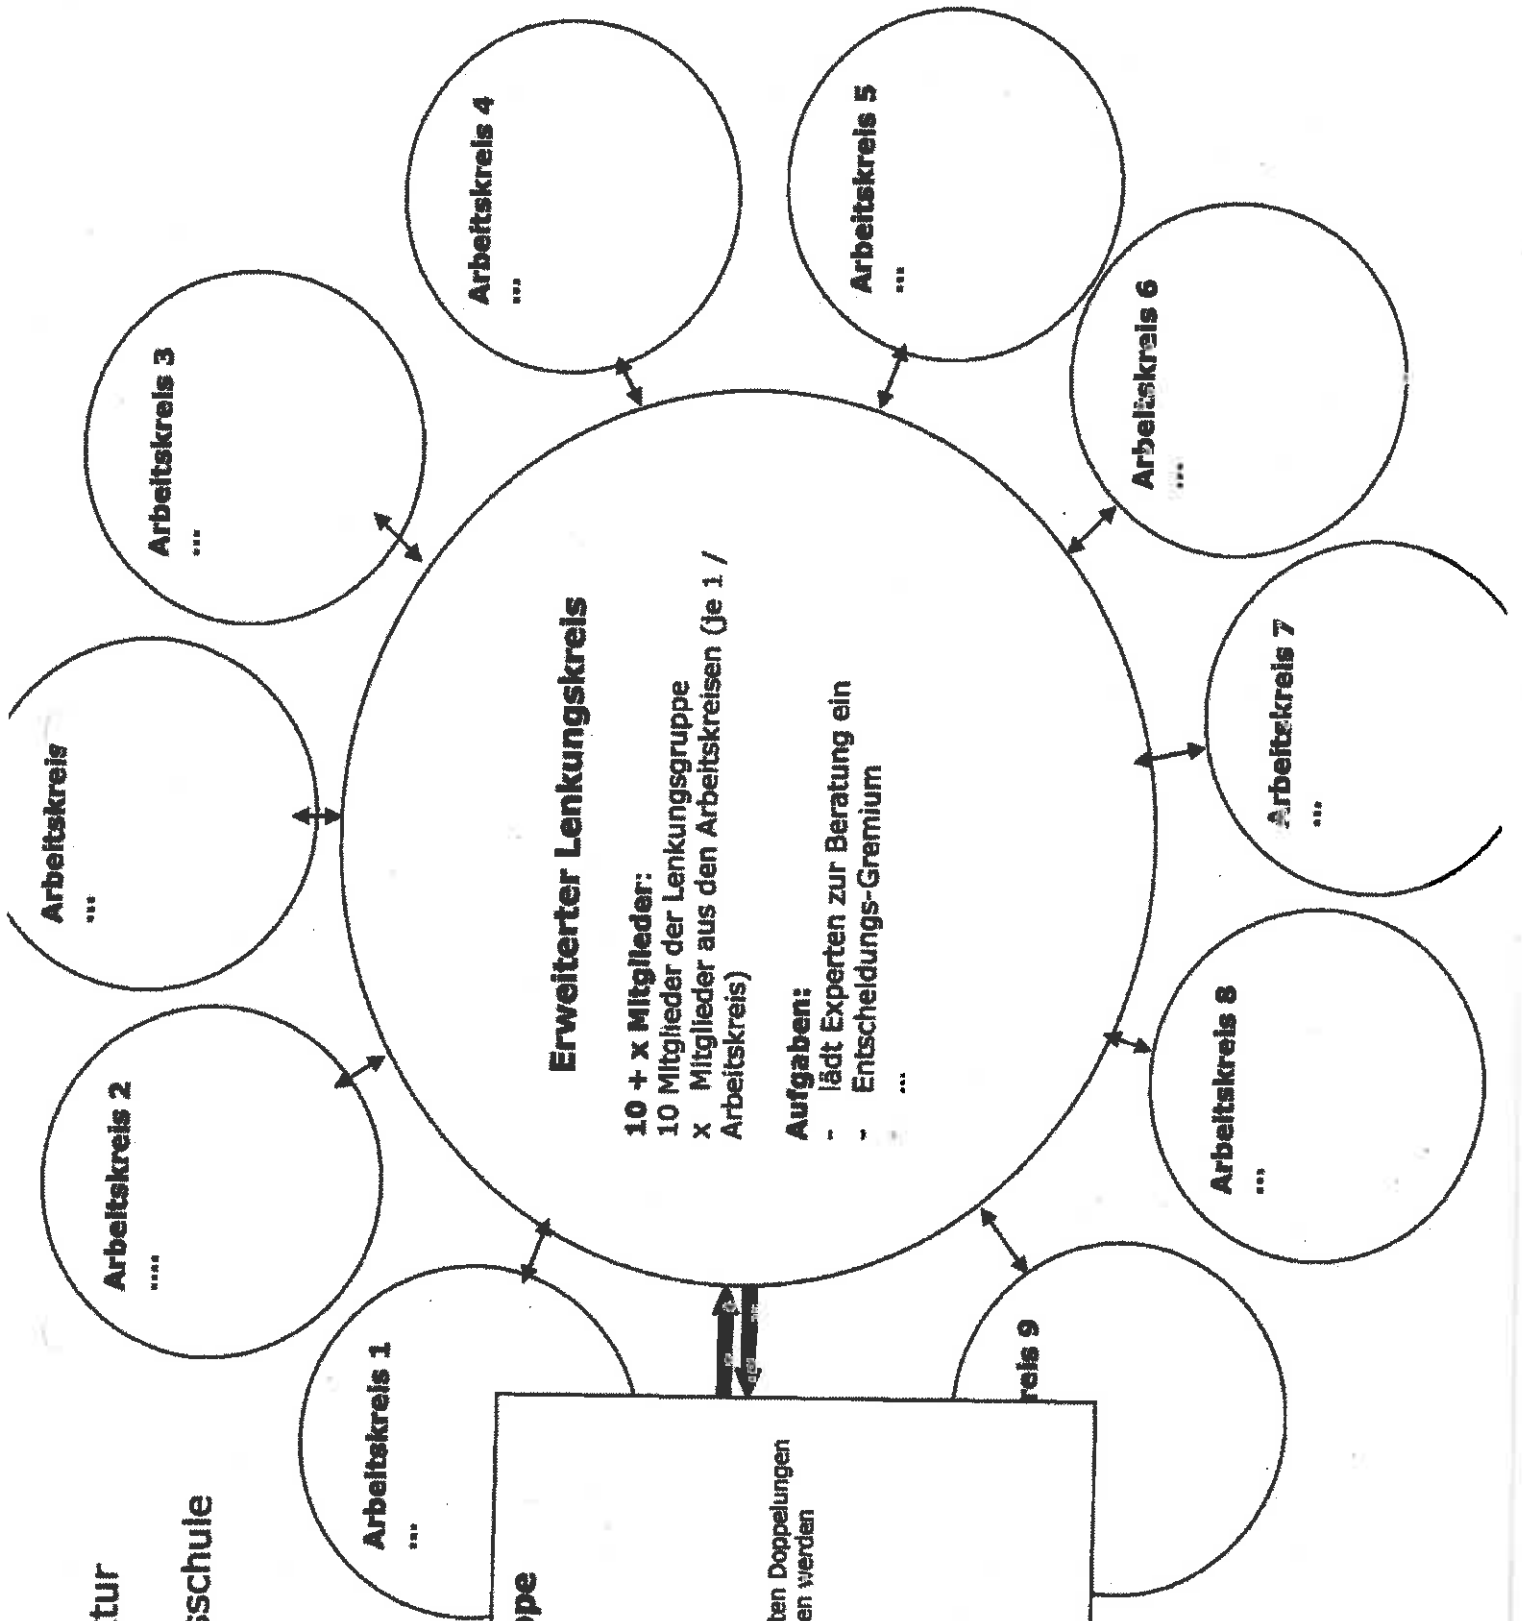 tur
sschule
Arbeitskreis 1
...
Arbeitskreis 2
....
Arbeitskreis
...
Arbeitskreis 3
...
Arbeitskreis 4
...
Arbeitskreis 5
...
Arbeitskreis 6
...
Arbeitskreis 7
...
Arbeitskreis 8
...
reis 9
Erweiterter Lenkungskreis
10 + x Mitglieder:
10 Mitglieder der Lenkungsgruppe
x Mitglieder aus den Arbeitskreisen (je 1 /
Arbeitskreis)
Aufgaben:
- lädt Experten zur Beratung ein
- Entscheidungs-Gremium
...
ppe
ten Doppelungen
en werden